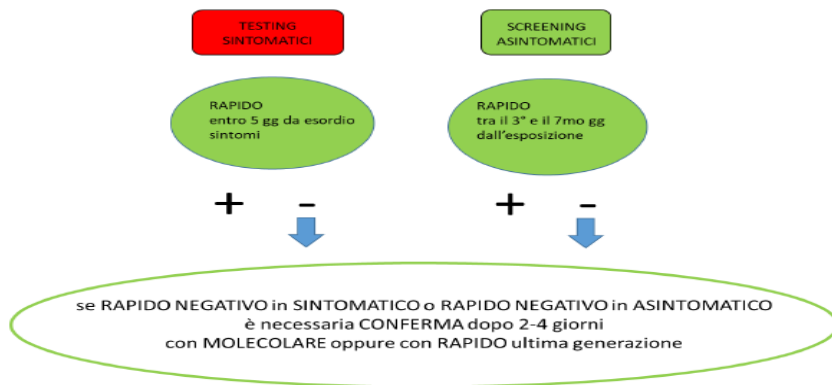 TESTING
SINTOMATICI
SCREENING
ASINTOMATICI
RAPIDO
entro 5 gg da esordio
sintomi
RAPIDO
tra il 3° e il 7mo gg
dall'esposizione
+ -
+ -
se RAPIDO NEGATIVO in SINTOMATICO o RAPIDO NEGATIVO in ASINTOMATICO
è necessaria CONFERMA dopo 2-4 giorni
con MOLECOLARE oppure con RAPIDO ultima generazione